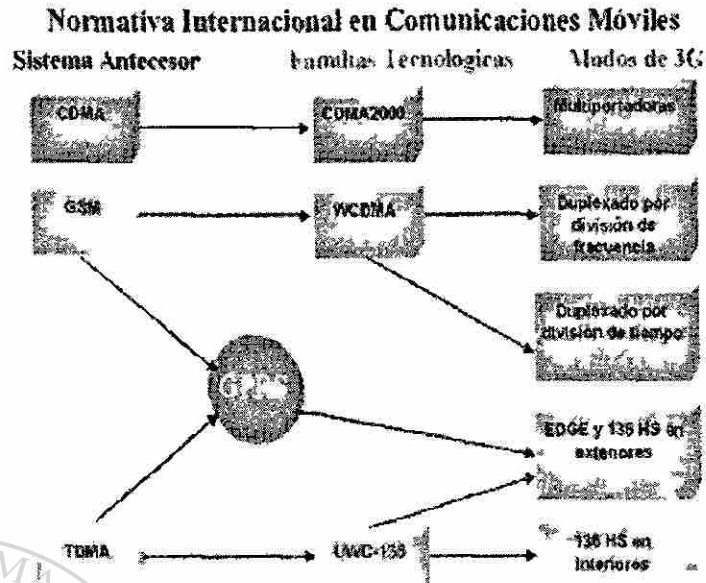 Normativa Internacional en Comunicaciones Móviles
Sistema Antecesor
Familias Tecnologicas
Modos de 3G
CDMA
CDMA2000
Multiportadoras
GSM
WCDMA
Duplexado por
división de
frecuencia
Duplexado por
división de tiempo
GPRS
EDGE y 136 HS en
exteriores
TDMA
UWC-136
136 HS en
Interiores